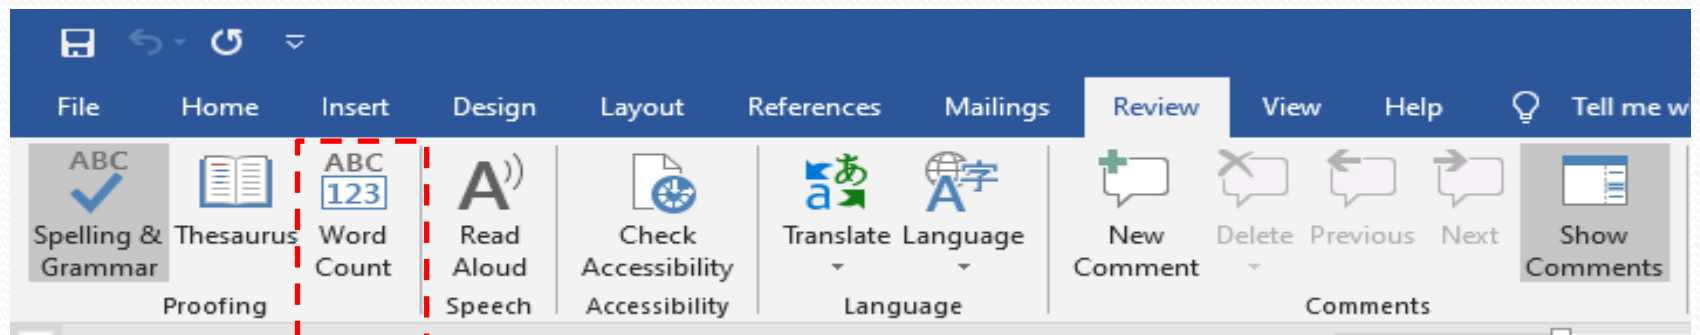 File Home Insert Design Layout References Mailings Review View Help Tell me w
ABC ABC
123
A あ a A 字
Spelling & Thesaurus Word Read Check Translate Language New Delete Previous Next Show
Grammar Count Aloud Accessibility Comment Comments
Proofing Speech Accessibility Language Comments